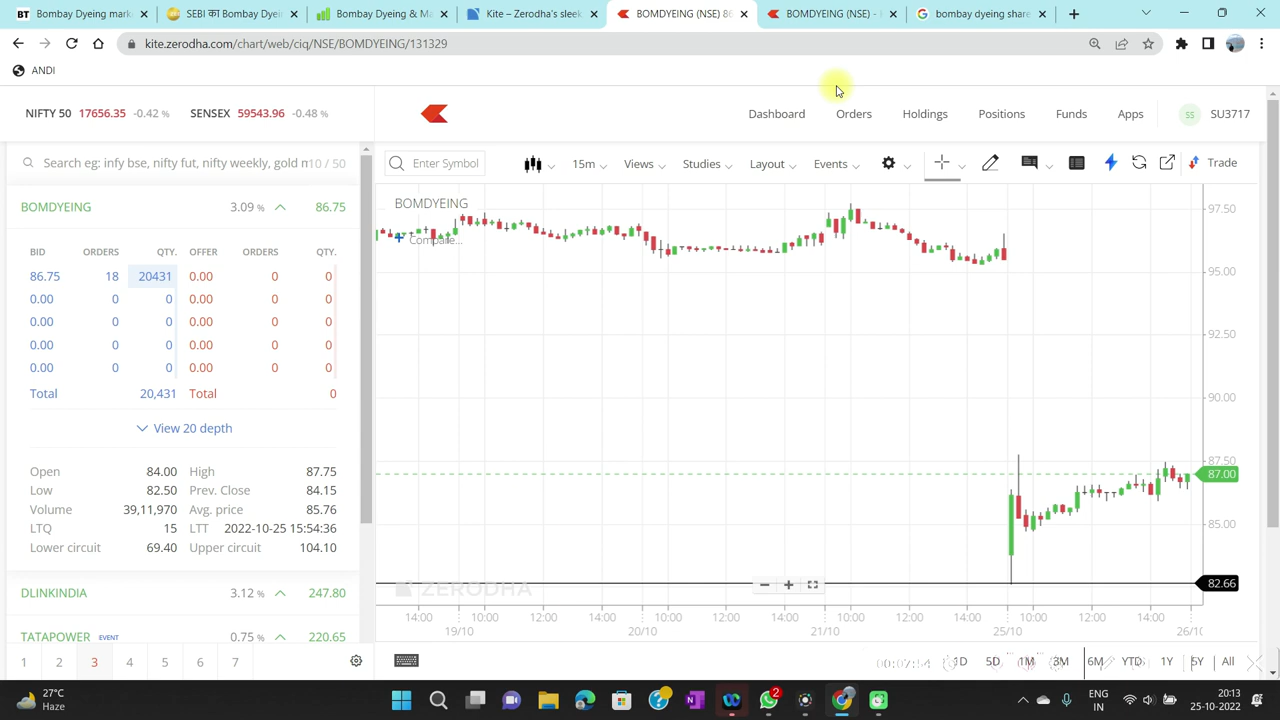 Bombay Dyeing mark
SEBI का Bombay Dyein
Bombay Dyeing & Ma
Kite – Zerodha's sleek
BOMDYEING (NSE) 86
BOMDYEING (NSE) -
bombay dyeing share
kite.zerodha.com/chart/web/ciq/NSE/BOMDYEING/131329
ANDI
NIFTY 50 17656.35 -0.42 % SENSEX 59543.96 -0.48 %
Dashboard Orders Holdings Positions Funds Apps SS SU3717
Search eg: infy bse, nifty fut, nifty weekly, gold m 10 / 50
Enter Symbol 15m Views Studies Layout Events Trade
BOMDYEING 3.09 % 86.75
BID ORDERS QTY. OFFER ORDERS QTY.
86.75 18 20431 0.00 0 0
0.00 0 0 0.00 0 0
0.00 0 0 0.00 0 0
0.00 0 0 0.00 0 0
0.00 0 0 0.00 0 0
Total 20,431 Total 0
View 20 depth
Open 84.00 High 87.75
Low 82.50 Prev. Close 84.15
Volume 39,11,970 Avg. price 85.76
LTQ 15 LTT 2022-10-25 15:54:36
Lower circuit 69.40 Upper circuit 104.10
DLINKINDIA 3.12 % 247.80
TATAPOWER EVENT 0.75 % 220.65
1 2 3 4 5 6 7
BOMDYEING
Compare...
97.50
95.00
92.50
90.00
87.50
87.00
85.00
82.66
ZERODHA
14:00 10:00 12:00 14:00 10:00 12:00 14:00 10:00 12:00 14:00 10:00 12:00 14:00
19/10 20/10 21/10 25/10 26/10
00:07:54 1D 5D 1M 3M 6M YTD 1Y 5Y All
27°C
Haze
2
ENG
IN
20:13
25-10-2022